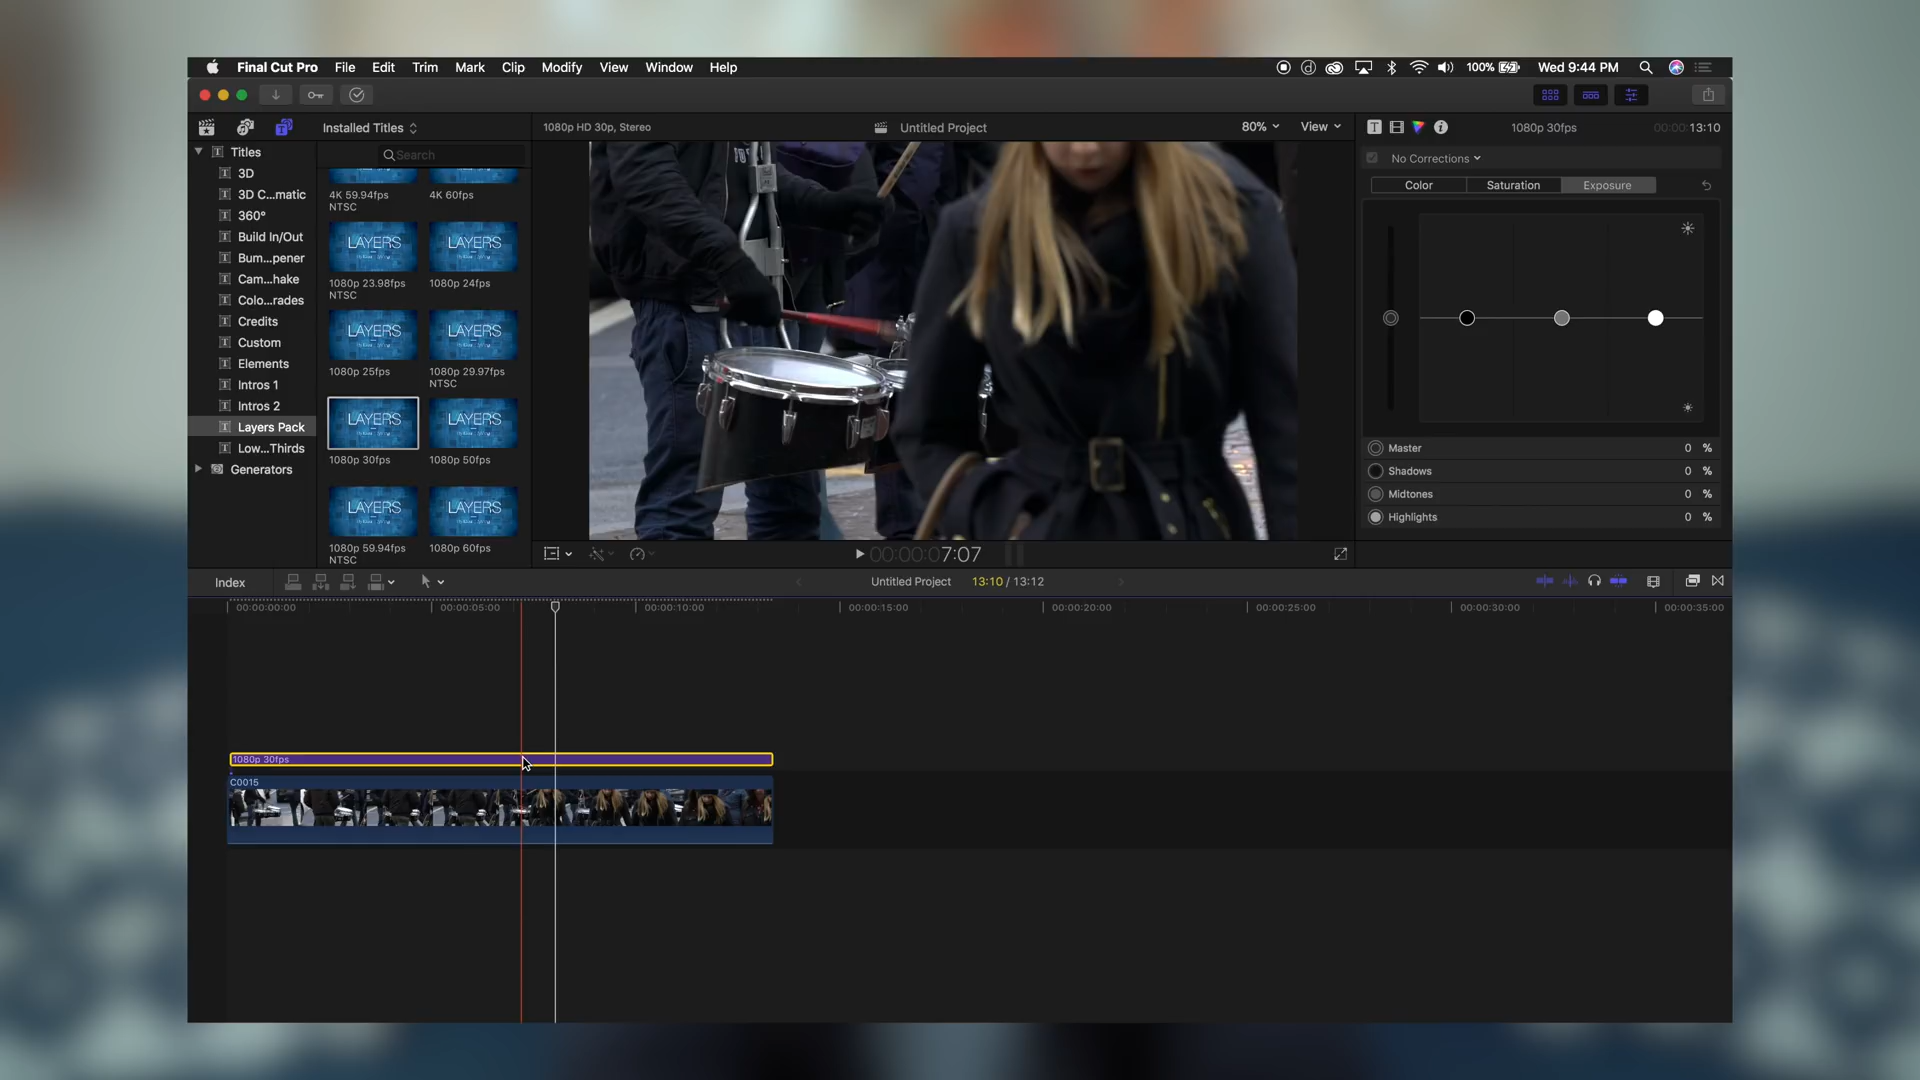 Final Cut Pro File Edit Trim Mark Clip Modify View Window Help 100% Wed 9:44 PM
Installed Titles
1080p HD 30p, Stereo
Untitled Project
80%
View
1080p 30fps
00:00:13:10
Titles
3D
3D C...matic
360°
Build In/Out
Bum...pener
Cam...hake
Colo...rades
Credits
Custom
Elements
Intros 1
Intros 2
Layers Pack
Low...Thirds
Generators
Search
4K 59.94fps
NTSC
4K 60fps
LAYERS
LAYERS
1080p 23.98fps
NTSC
1080p 24fps
LAYERS
LAYERS
1080p 25fps
1080p 29.97fps
NTSC
LAYERS
LAYERS
1080p 30fps
1080p 50fps
LAYERS
LAYERS
1080p 59.94fps
NTSC
1080p 60fps
No Corrections
Color Saturation Exposure
Master 0 %
Shadows 0 %
Midtones 0 %
Highlights 0 %
00:00:07:07
Index
Untitled Project 13:10 / 13:12
00:00:00:00 00:00:05:00 00:00:10:00 00:00:15:00 00:00:20:00 00:00:25:00 00:00:30:00 00:00:35:00
1080p 30fps
C0015